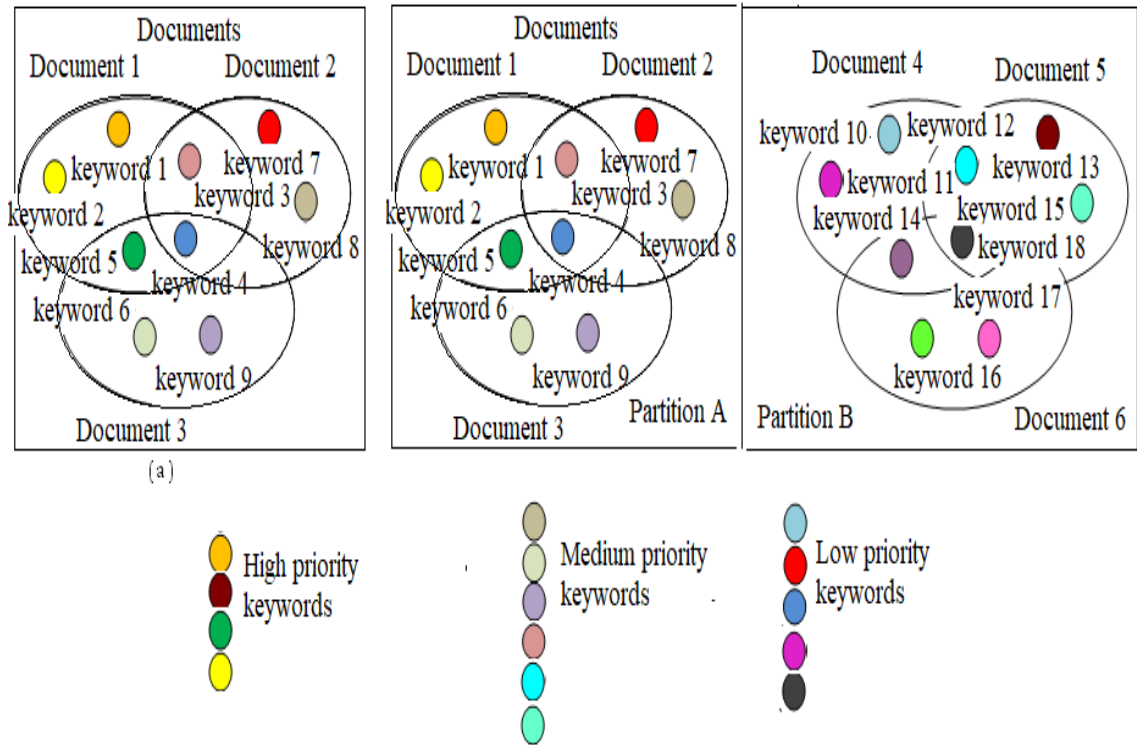 Documents
Document 1
Document 2
keyword 1
keyword 7
keyword 2
keyword 3
keyword 5
keyword 4
keyword 8
keyword 6
keyword 9
Document 3
(a)
Documents
Document 1
Document 2
keyword 1
keyword 7
keyword 2
keyword 3
keyword 5
keyword 4
keyword 8
keyword 6
keyword 9
Partition A
Document 3
Document 4
Document 5
keyword 10
keyword 12
keyword 13
keyword 11
keyword 14
keyword 15
keyword 18
keyword 17
keyword 16
Partition B
Document 6
High priority
keywords
Medium priority
keywords
Low priority
keywords